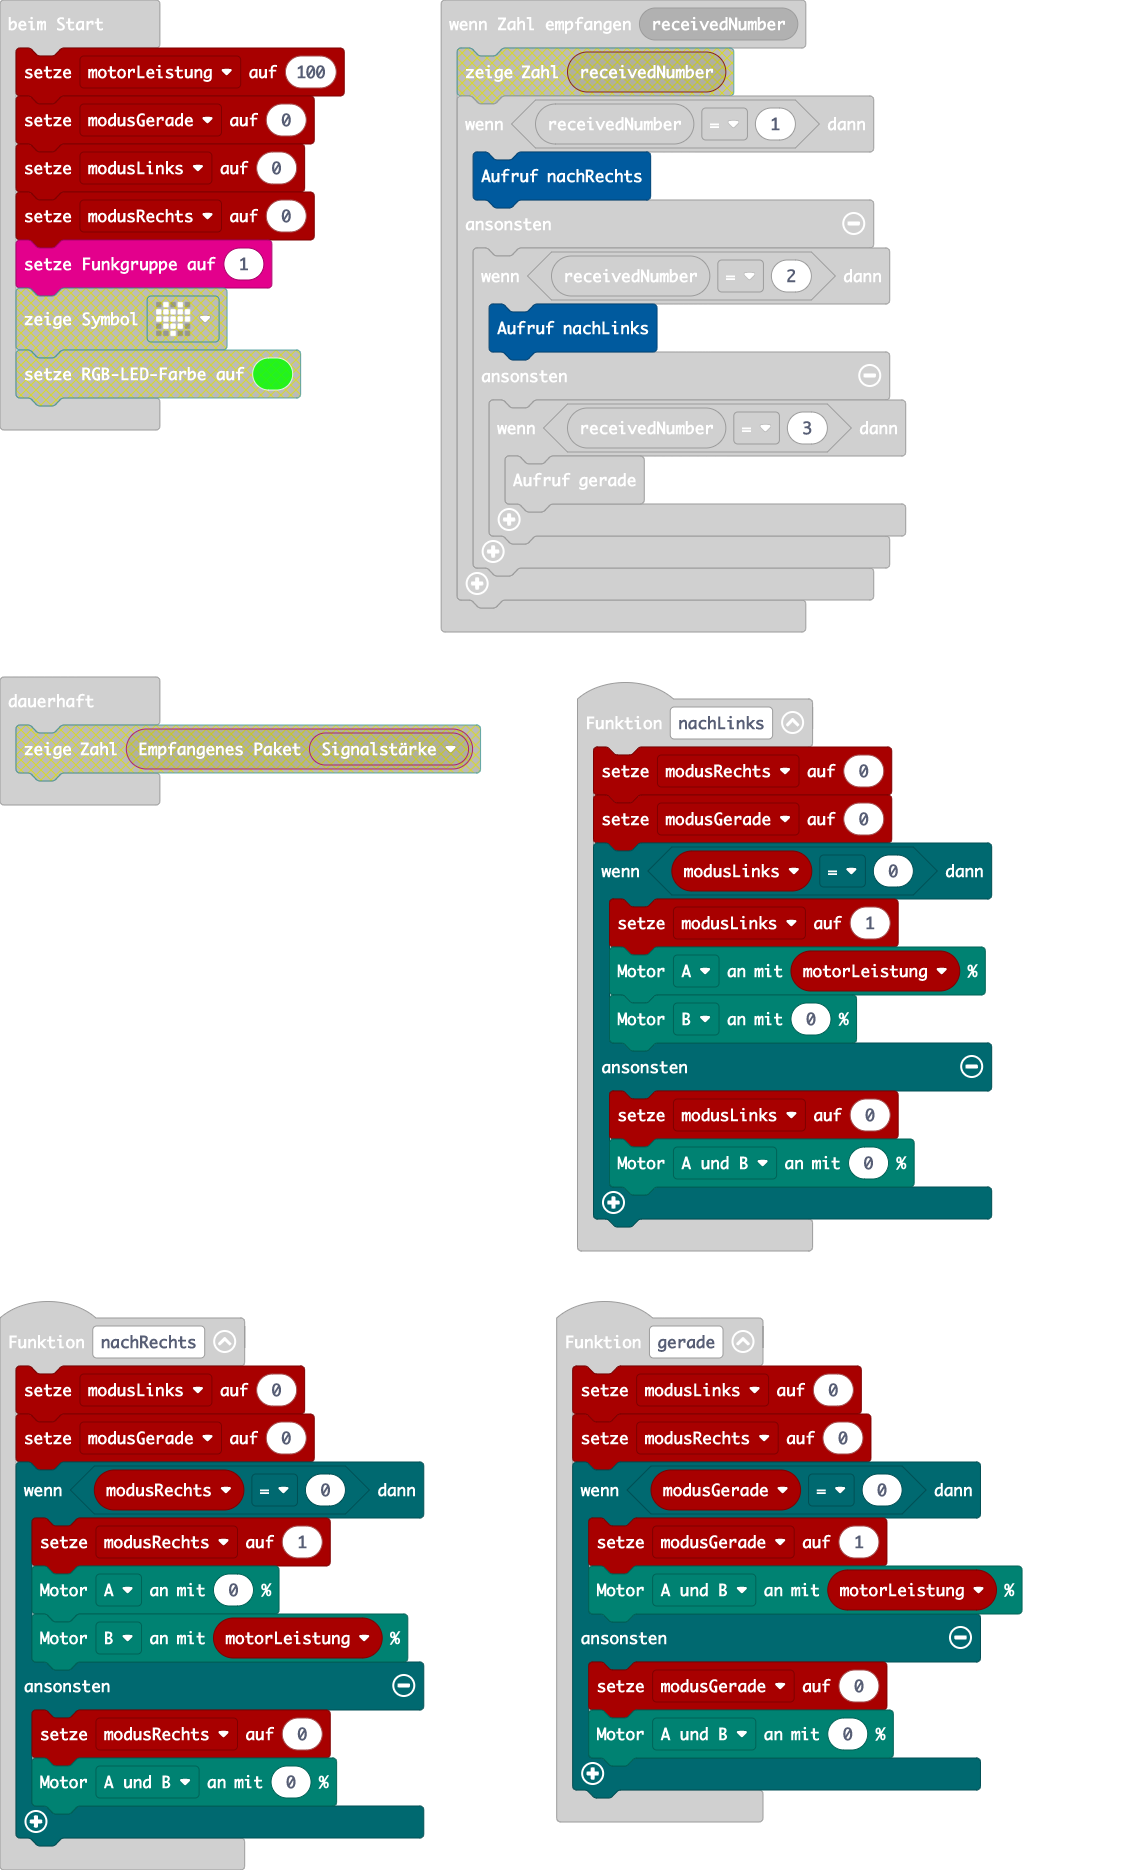 beim Start
setze motorLeistung auf 100
setze modusGerade auf 0
setze modusLinks auf 0
setze modusRechts auf 0
setze Funkgruppe auf 1
zeige Symbol
setze RGB-LED-Farbe auf
wenn Zahl empfangen receivedNumber
zeige Zahl receivedNumber
wenn receivedNumber = 1 dann
Aufruf nachRechts
ansonsten
wenn receivedNumber = 2 dann
Aufruf nachLinks
ansonsten
wenn receivedNumber = 3 dann
Aufruf gerade
dauerhaft
zeige Zahl Empfangenes Paket Signalstärke
Funktion nachLinks
setze modusRechts auf 0
setze modusGerade auf 0
wenn modusLinks = 0 dann
setze modusLinks auf 1
Motor A an mit motorLeistung %
Motor B an mit 0 %
ansonsten
setze modusLinks auf 0
Motor A und B an mit 0 %
Funktion nachRechts
setze modusLinks auf 0
setze modusGerade auf 0
wenn modusRechts = 0 dann
setze modusRechts auf 1
Motor A an mit 0 %
Motor B an mit motorLeistung %
ansonsten
setze modusRechts auf 0
Motor A und B an mit 0 %
Funktion gerade
setze modusLinks auf 0
setze modusRechts auf 0
wenn modusGerade = 0 dann
setze modusGerade auf 1
Motor A und B an mit motorLeistung %
ansonsten
setze modusGerade auf 0
Motor A und B an mit 0 %